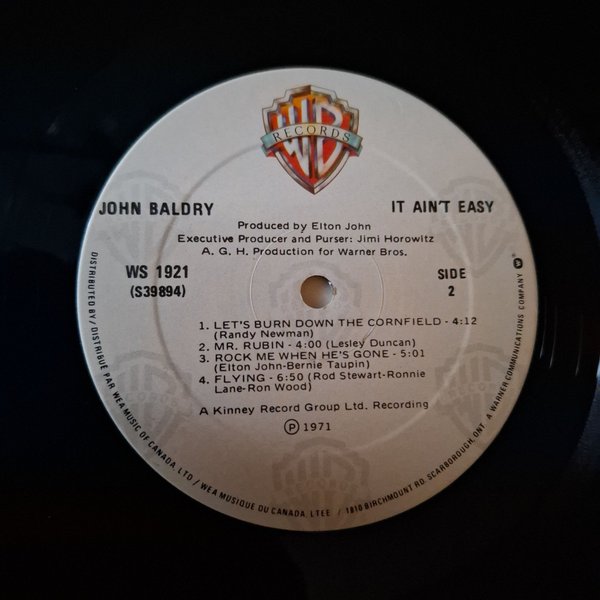 WB
RECORDS
JOHN BALDRY
IT AIN'T EASY
Produced by Elton John
Executive Producer and Purser: Jimi Horowitz
A. G. H. Production for Warner Bros.
WS 1921
(S39894)
SIDE
2
1. LET'S BURN DOWN THE CORNFIELD - 4:12
(Randy Newman)
2. MR. RUBIN - 4:00 (Lesley Duncan)
3. ROCK ME WHEN HE'S GONE - 5:01
(Elton John-Bernie Taupin)
4. FLYING - 6:50 (Rod Stewart-Ronnie
Lane-Ron Wood)
A Kinney Record Group Ltd. Recording
Ⓟ 1971
DISTRIBUTED BY / DISTRIBUÉ PAR WEA MUSIC OF CANADA, LTD / WEA MUSIQUE DU CANADA, LTEE / 1810 BIRCHMOUNT RD. SCARBOROUGH, ONT. A WARNER COMMUNICATIONS COMPANY